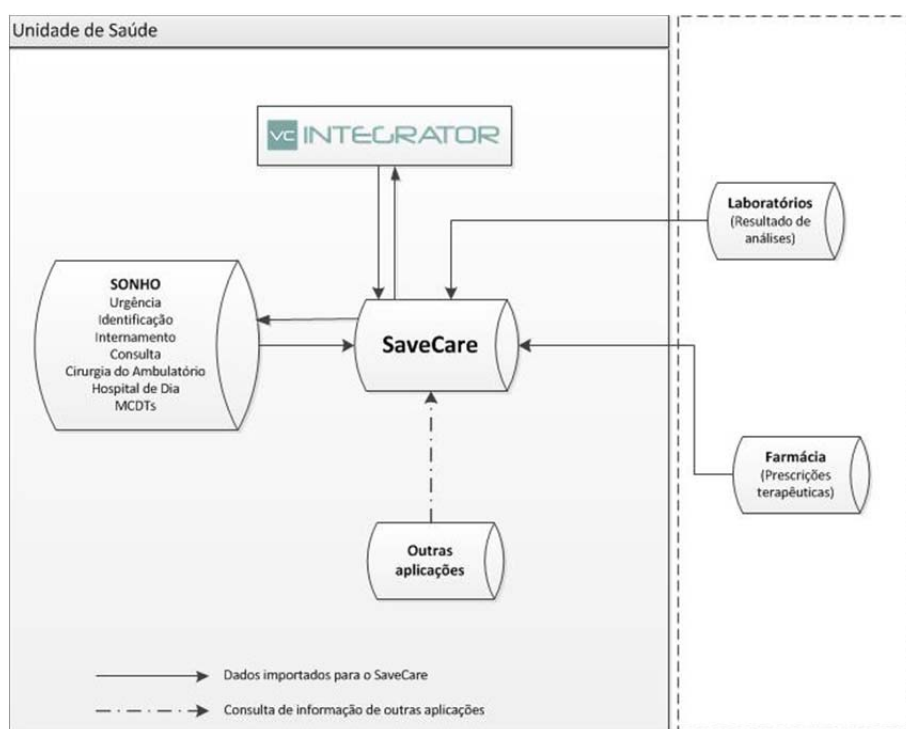 Unidade de Saúde
VC INTEGRATOR
Laboratórios
(Resultado de
análises)
SONHO
Urgência
Identificação
Internamento
Consulta
Cirurgia do Ambulatório
Hospital de Dia
MCDTs
SaveCare
Farmácia
(Prescrições
terapêuticas)
Outras
aplicações
Dados importados para o SaveCare
Consulta de informação de outras aplicações